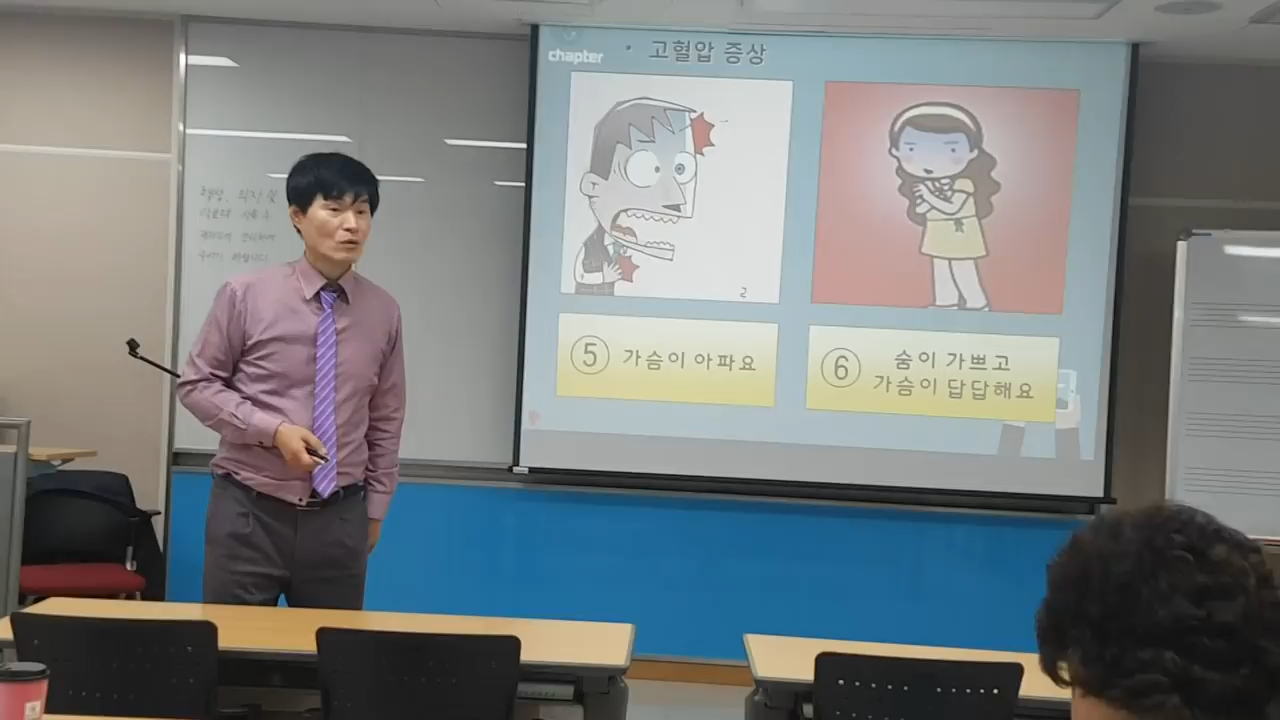 chapter
• 고혈압 증상
2
⑤ 가슴이 아파요
⑥ 숨이 가쁘고
가슴이 답답해요